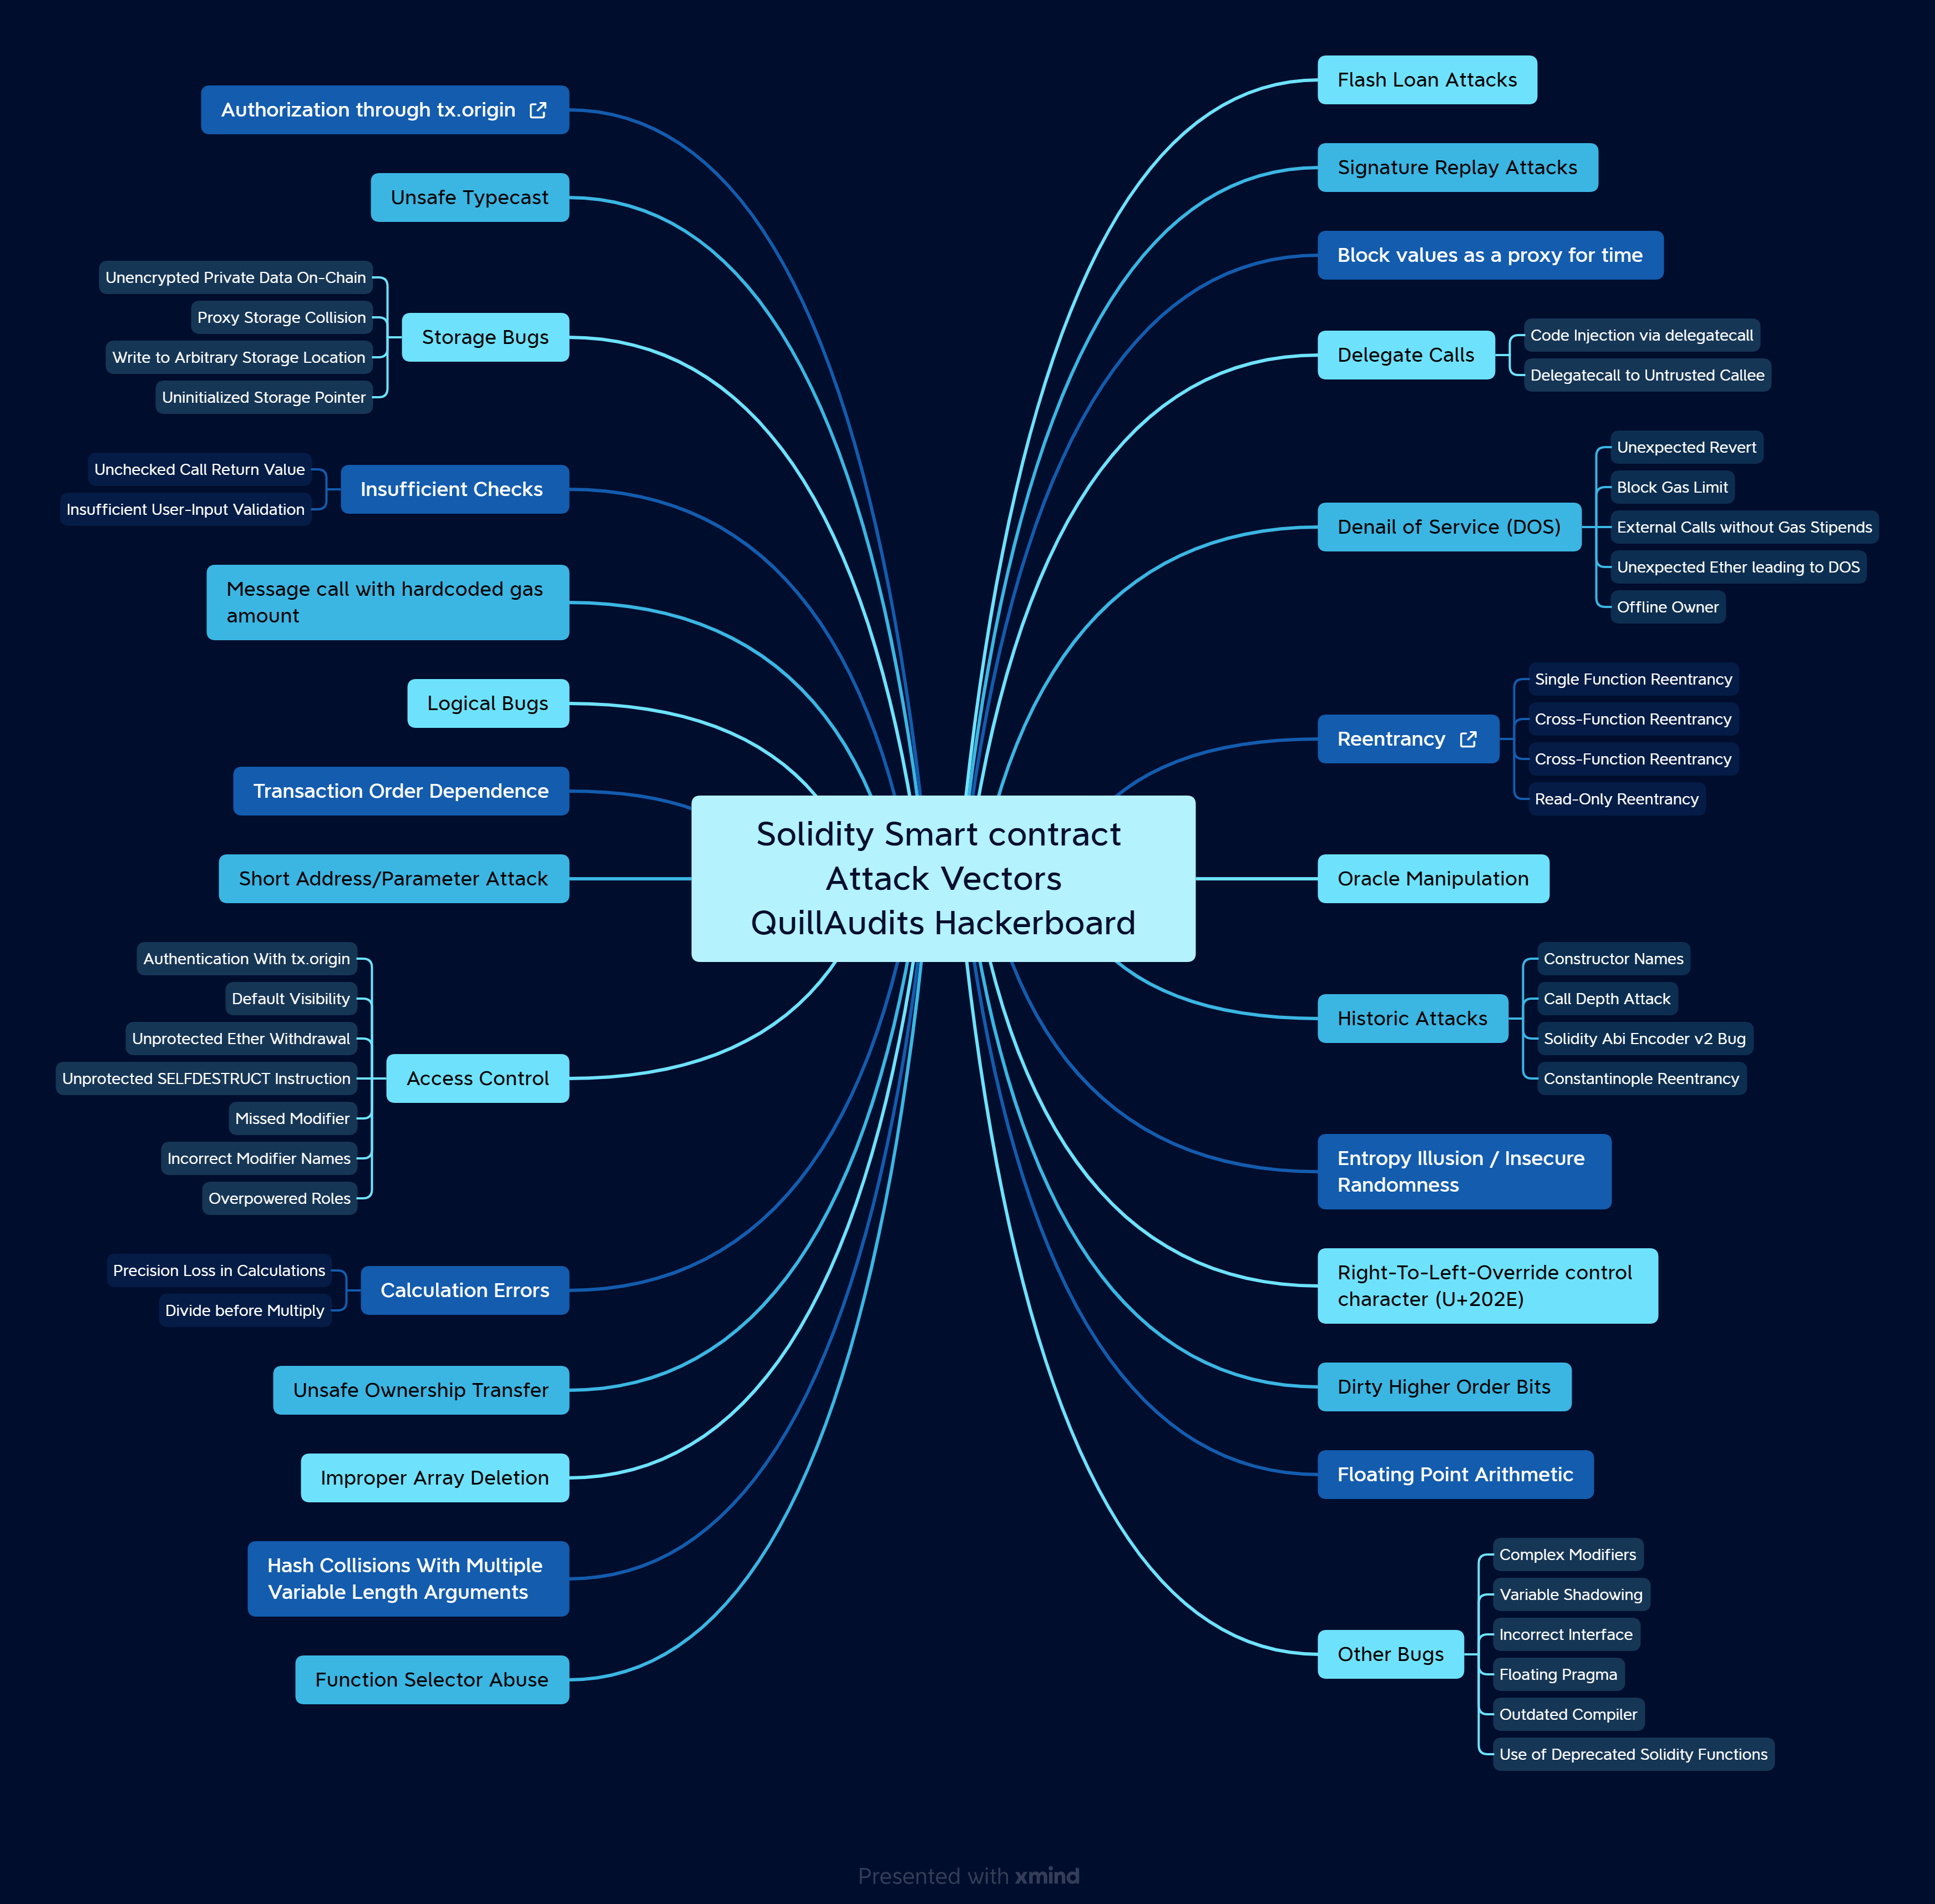 Solidity Smart contract
Attack Vectors
QuillAudits Hackerboard
Authorization through tx.origin
Unsafe Typecast
Storage Bugs
Unencrypted Private Data On-Chain
Proxy Storage Collision
Write to Arbitrary Storage Location
Uninitialized Storage Pointer
Insufficient Checks
Unchecked Call Return Value
Insufficient User-Input Validation
Message call with hardcoded gas
amount
Logical Bugs
Transaction Order Dependence
Short Address/Parameter Attack
Access Control
Authentication With tx.origin
Default Visibility
Unprotected Ether Withdrawal
Unprotected SELFDESTRUCT Instruction
Missed Modifier
Incorrect Modifier Names
Overpowered Roles
Calculation Errors
Precision Loss in Calculations
Divide before Multiply
Unsafe Ownership Transfer
Improper Array Deletion
Hash Collisions With Multiple
Variable Length Arguments
Function Selector Abuse
Flash Loan Attacks
Signature Replay Attacks
Block values as a proxy for time
Delegate Calls
Code Injection via delegatecall
Delegatecall to Untrusted Callee
Denail of Service (DOS)
Unexpected Revert
Block Gas Limit
External Calls without Gas Stipends
Unexpected Ether leading to DOS
Offline Owner
Reentrancy
Single Function Reentrancy
Cross-Function Reentrancy
Cross-Function Reentrancy
Read-Only Reentrancy
Oracle Manipulation
Historic Attacks
Constructor Names
Call Depth Attack
Solidity Abi Encoder v2 Bug
Constantinople Reentrancy
Entropy Illusion / Insecure
Randomness
Right-To-Left-Override control
character (U+202E)
Dirty Higher Order Bits
Floating Point Arithmetic
Other Bugs
Complex Modifiers
Variable Shadowing
Incorrect Interface
Floating Pragma
Outdated Compiler
Use of Deprecated Solidity Functions
Presented with xmind